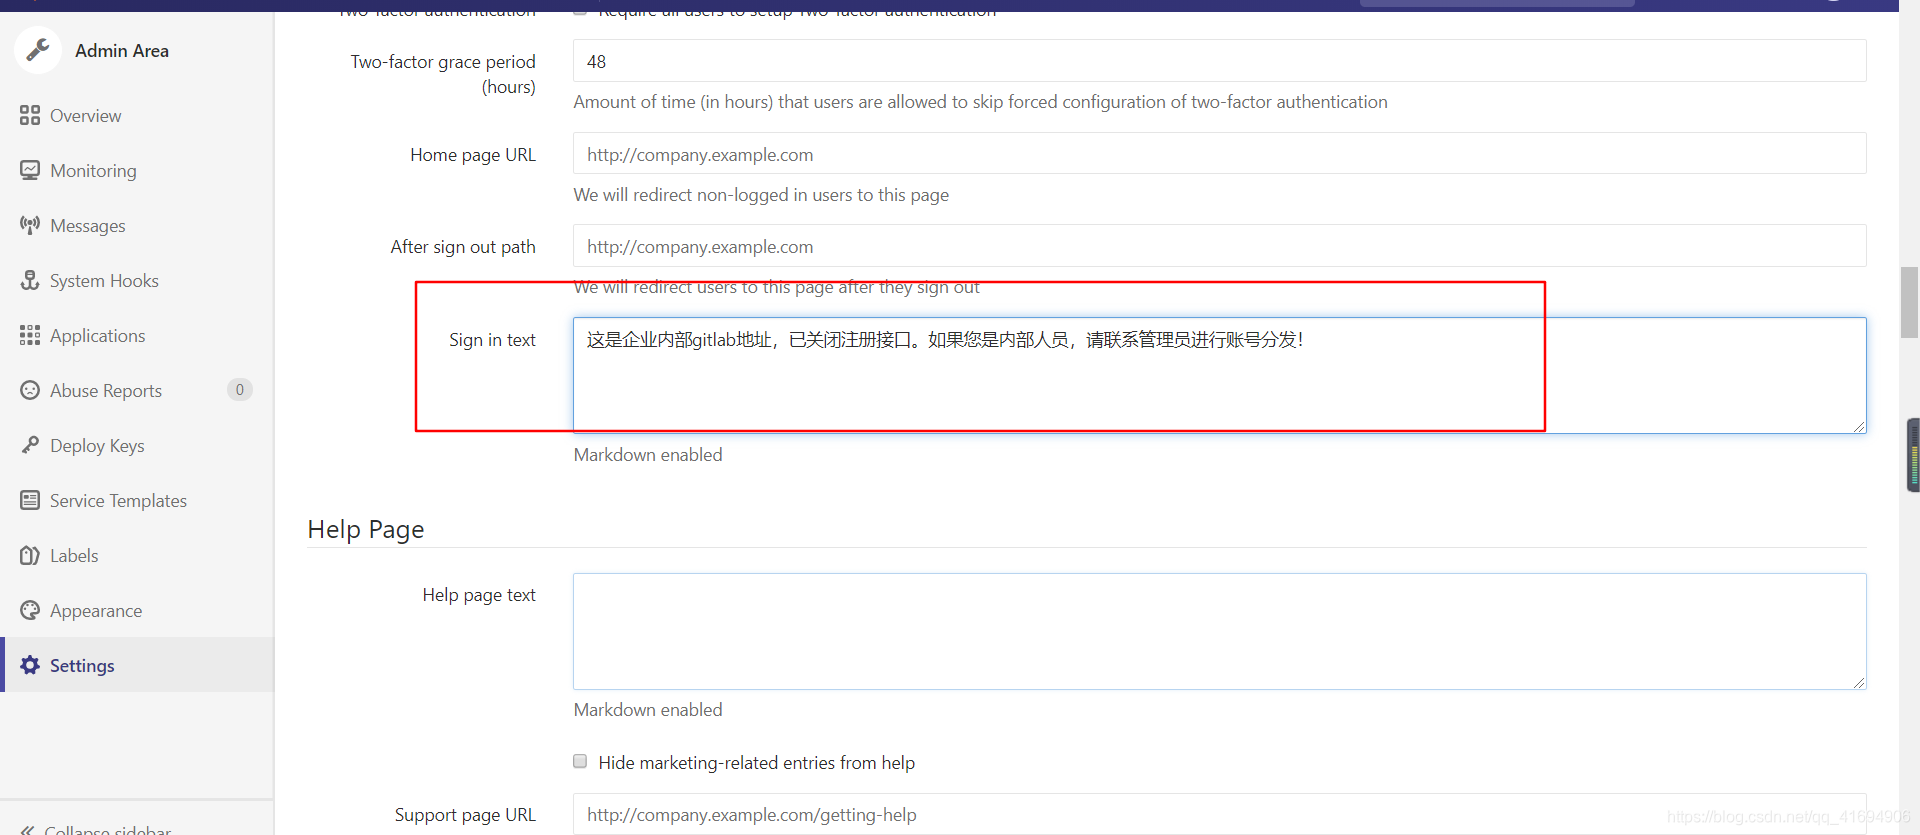 Two-factor authentication
Require all users to setup Two-factor authentication
Admin Area
Overview
Monitoring
Messages
System Hooks
Applications
Abuse Reports 0
Deploy Keys
Service Templates
Labels
Appearance
Settings
Collapse sidebar
Two-factor grace period
(hours)
48
Amount of time (in hours) that users are allowed to skip forced configuration of two-factor authentication
Home page URL
http://company.example.com
We will redirect non-logged in users to this page
After sign out path
http://company.example.com
We will redirect users to this page after they sign out
Sign in text
这是企业内部gitlab地址，已关闭注册接口。如果您是内部人员，请联系管理员进行账号分发！
Markdown enabled
Help Page
Help page text
Markdown enabled
Hide marketing-related entries from help
Support page URL
http://company.example.com/getting-help
https://blog.csdn.net/qq_41694906